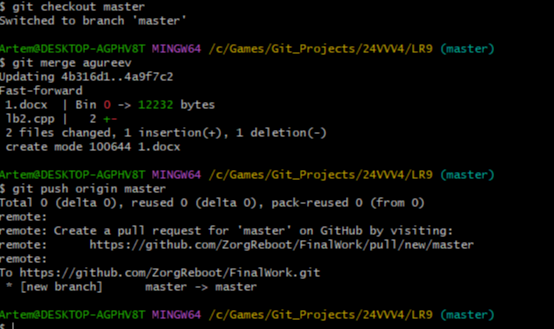 $ git checkout master
Switched to branch 'master'
Artem@DESKTOP-AGPHV8T MINGW64 /c/Games/Git_Projects/24VVV4/LR9 (master)
$ git merge agureev
Updating 4b316d1..4a9f7c2
Fast-forward
1.docx | Bin 0 -> 12232 bytes
lb2.cpp | 2 +-
2 files changed, 1 insertion(+), 1 deletion(-)
create mode 100644 1.docx
Artem@DESKTOP-AGPHV8T MINGW64 /c/Games/Git_Projects/24VVV4/LR9 (master)
$ git push origin master
Total 0 (delta 0), reused 0 (delta 0), pack-reused 0 (from 0)
remote:
remote: Create a pull request for 'master' on GitHub by visiting:
remote: https://github.com/ZorgReboot/FinalWork/pull/new/master
remote:
To https://github.com/ZorgReboot/FinalWork.git
* [new branch] master -> master
Artem@DESKTOP-AGPHV8T MINGW64 /c/Games/Git_Projects/24VVV4/LR9 (master)
$